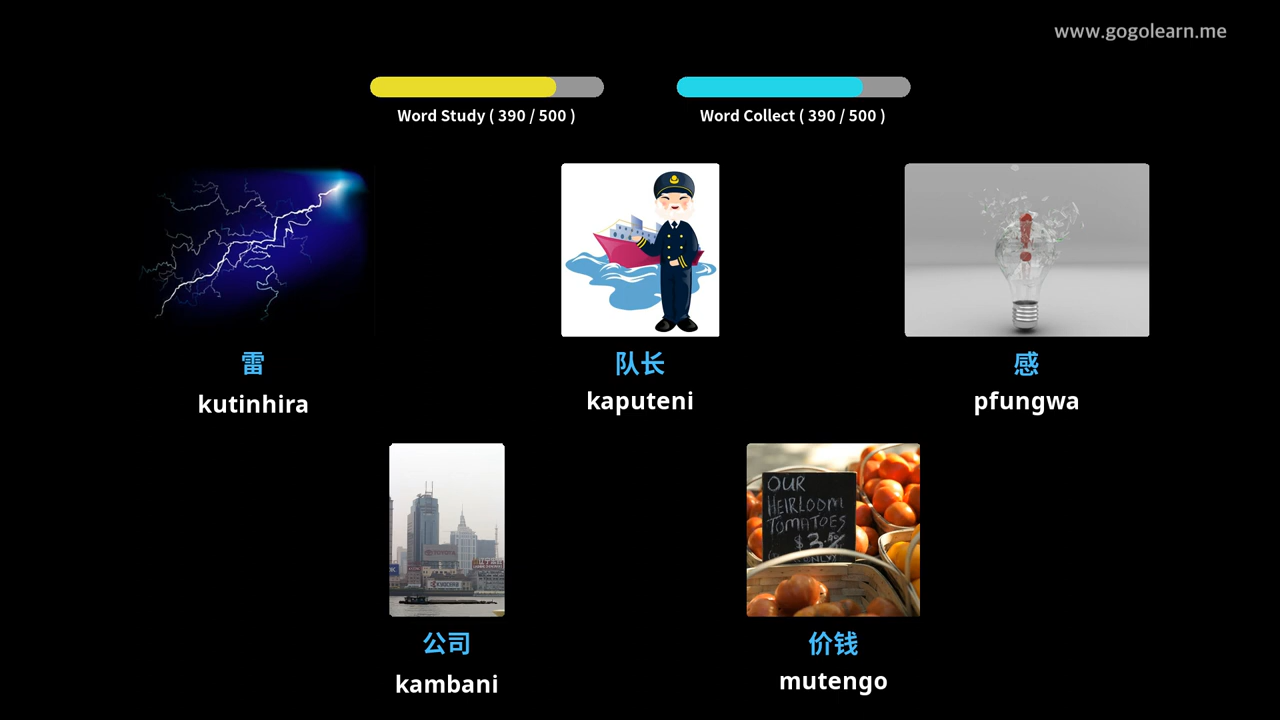 www.gogolearn.me
Word Study ( 390 / 500 )
Word Collect ( 390 / 500 )
雷
kutinhira
队长
kaputeni
感
pfungwa
公司
kambani
TOYOTA
OUR
HEIRLOOM
TOMATOES
价钱
mutengo